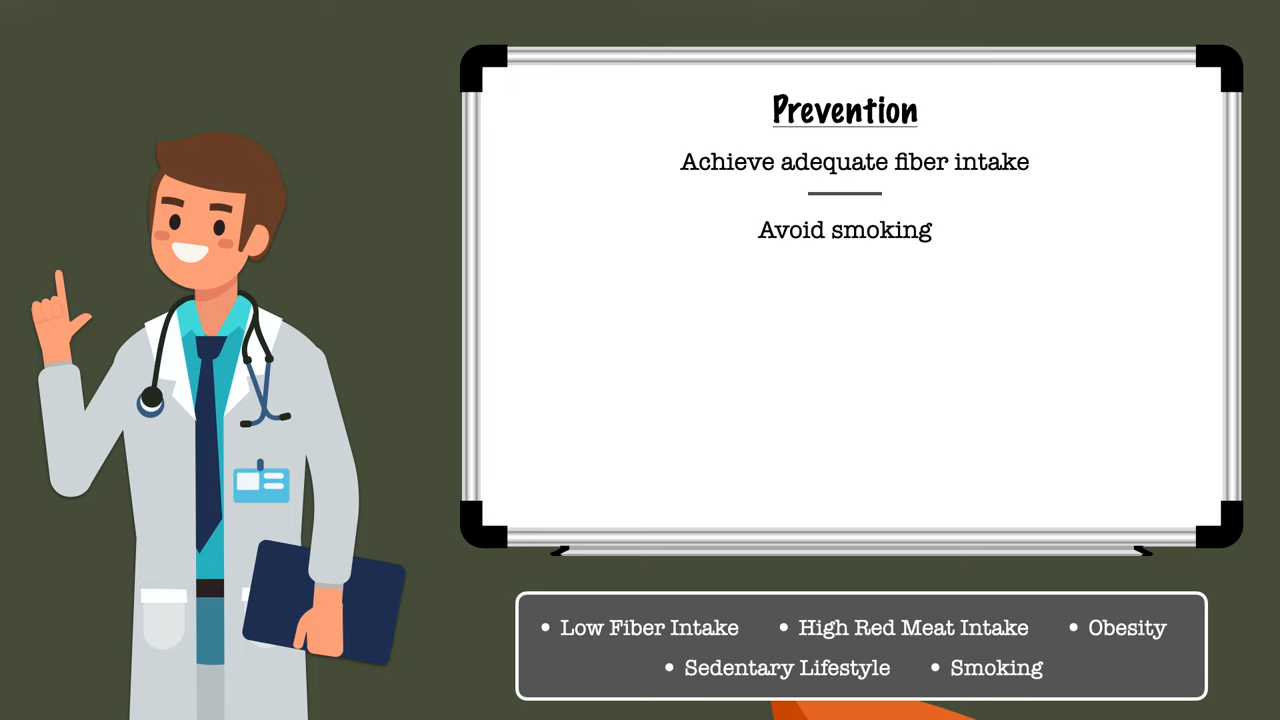 Prevention
Achieve adequate fiber intake
Avoid smoking
• Low Fiber Intake • High Red Meat Intake • Obesity
• Sedentary Lifestyle • Smoking